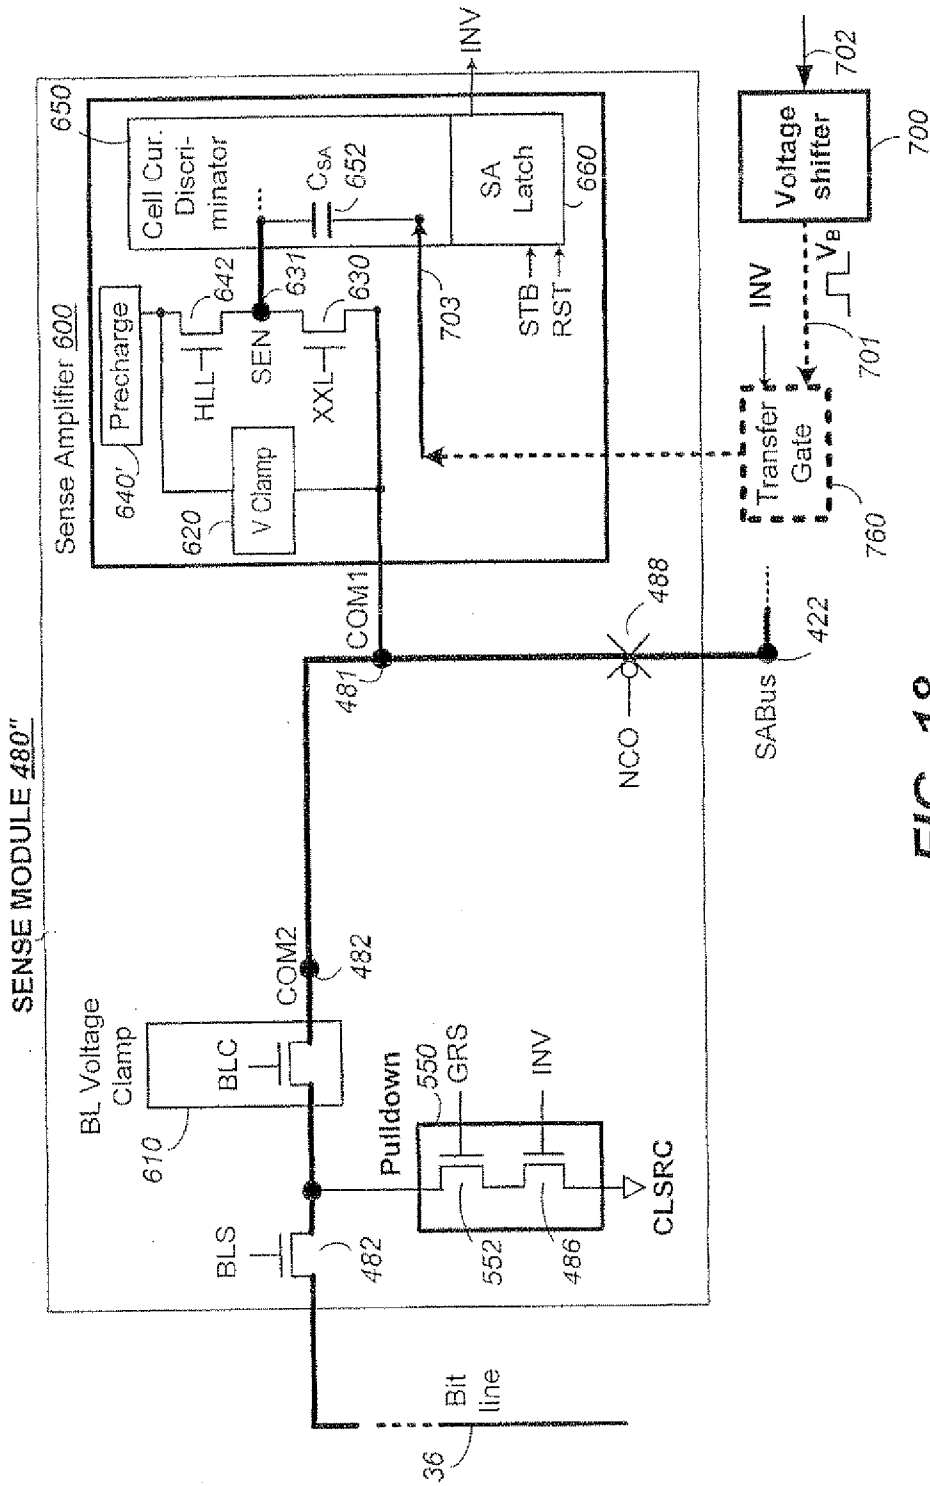 SENSE MODULE 480"
Sense Amplifier 600
650
Precharge
640'
Cell Cur.
Discri-
minator
HLL
642
SEN
631
XXL
630
C_SA
652
703
620
V Clamp
SA
Latch
660
STB
RST
INV
BL Voltage
Clamp
610
BLC
COM2
482
COM1
481
BLS
482
Pulldown
550
GRS
552
INV
486
CLSRC
NCO
488
Bit
line
36
SABus
422
Transfer
Gate
760
INV
701
V_B
Voltage
shifter
700
702